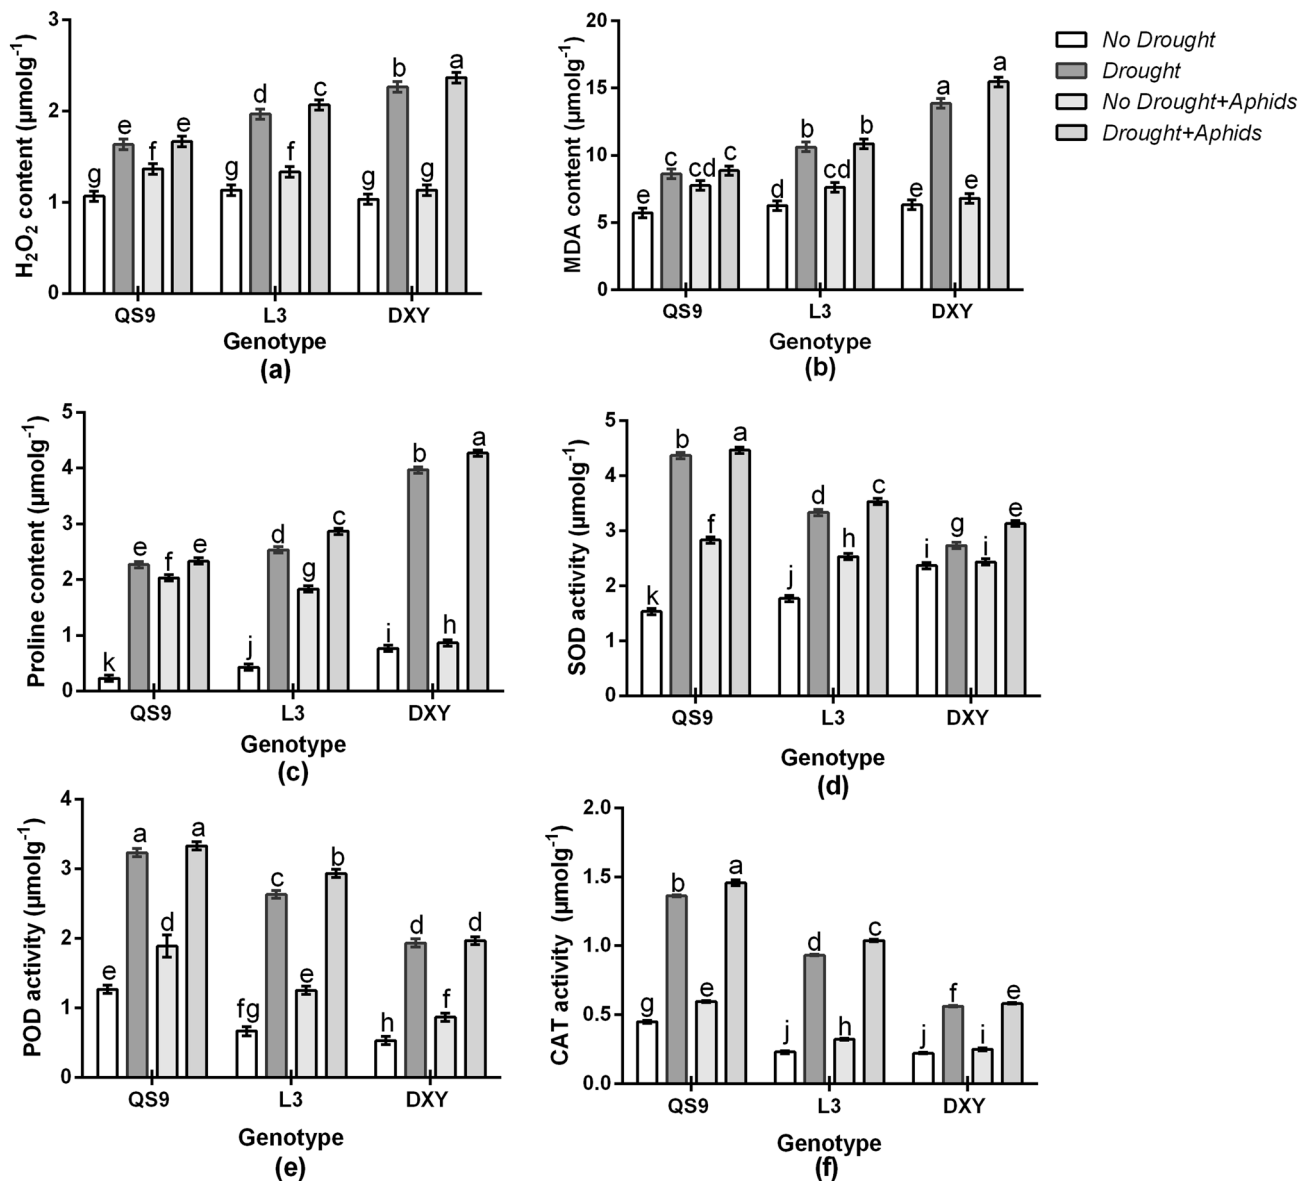 H₂O₂ content (µmolg⁻¹)
3
2
1
0
g e f e
g d f c
g b g a
QS9 L3 DXY
Genotype
(a)
MDA content (µmolg⁻¹)
20
15
10
5
0
e c cd c
d b cd b
e a e a
QS9 L3 DXY
Genotype
(b)
No Drought
Drought
No Drought+Aphids
Drought+Aphids
Proline content (µmolg⁻¹)
5
4
3
2
1
0
k e f e
j d g c
i b h a
QS9 L3 DXY
Genotype
(c)
SOD activity (µmolg⁻¹)
5
4
3
2
1
0
k b f a
j d h c
i g i e
QS9 L3 DXY
Genotype
(d)
POD activity (µmolg⁻¹)
4
3
2
1
0
e a d a
fg c e b
h d f d
QS9 L3 DXY
Genotype
(e)
CAT activity (µmolg⁻¹)
2.0
1.5
1.0
0.5
0.0
g b e a
j d h c
j f i e
QS9 L3 DXY
Genotype
(f)